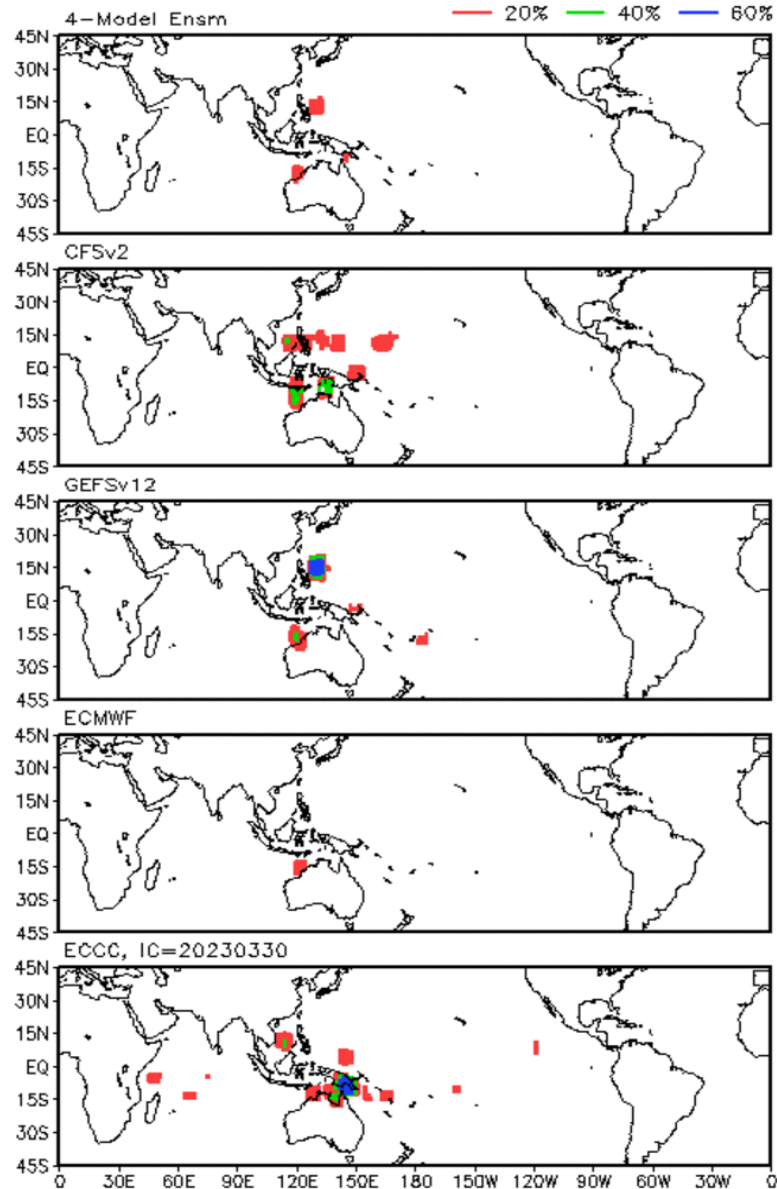 4-Model Ensm 20% 40% 60%
45N
30N
15N
EQ
15S
30S
45S
CFSv2
45N
30N
15N
EQ
15S
30S
45S
GEFSv12
45N
30N
15N
EQ
15S
30S
45S
ECMWF
45N
30N
15N
EQ
15S
30S
45S
ECCC, IC=20230330
45N
30N
15N
EQ
15S
30S
45S
0 30E 60E 90E 120E 150E 180 150W 120W 90W 60W 30W 0